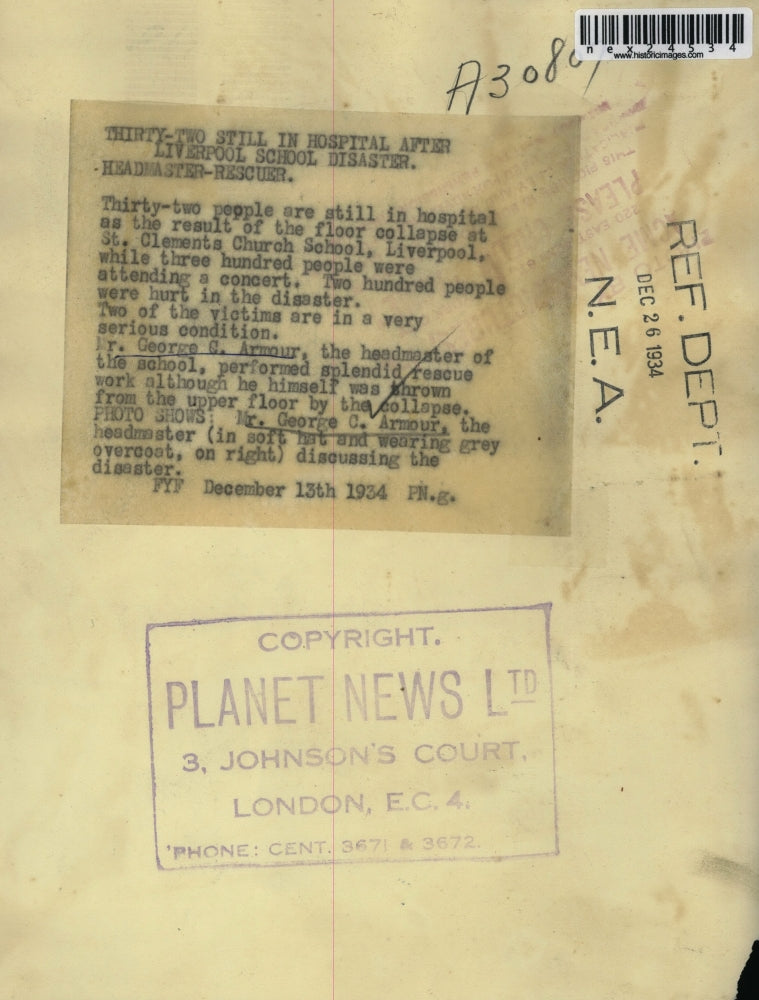 nex24534
www.historicimages.com
THIRTY-TWO STILL IN HOSPITAL AFTER
LIVERPOOL SCHOOL DISASTER.
HEADMASTER-RESCUER.
Thirty-two people are still in hospital
as the result of the floor collapse at
St. Clements Church School, Liverpool,
while three hundred people were
attending a concert. Two hundred people
were hurt in the disaster.
Two of the victims are in a very
serious condition.
Mr. George C. Armour, the headmaster of
the school, performed splendid rescue
work although he himself was thrown
from the upper floor by the collapse.
PHOTO SHOWS: Mr. George C. Armour, the
headmaster (in soft hat and wearing grey
overcoat, on right) discussing the
disaster.
FYF December 13th 1934 PN.g.
REF. DEPT.
DEC 26 1934
N.E.A.
COPYRIGHT.
PLANET NEWS LTD
3, JOHNSON'S COURT,
LONDON, E.C. 4.
'PHONE: CENT. 3671 & 3672.